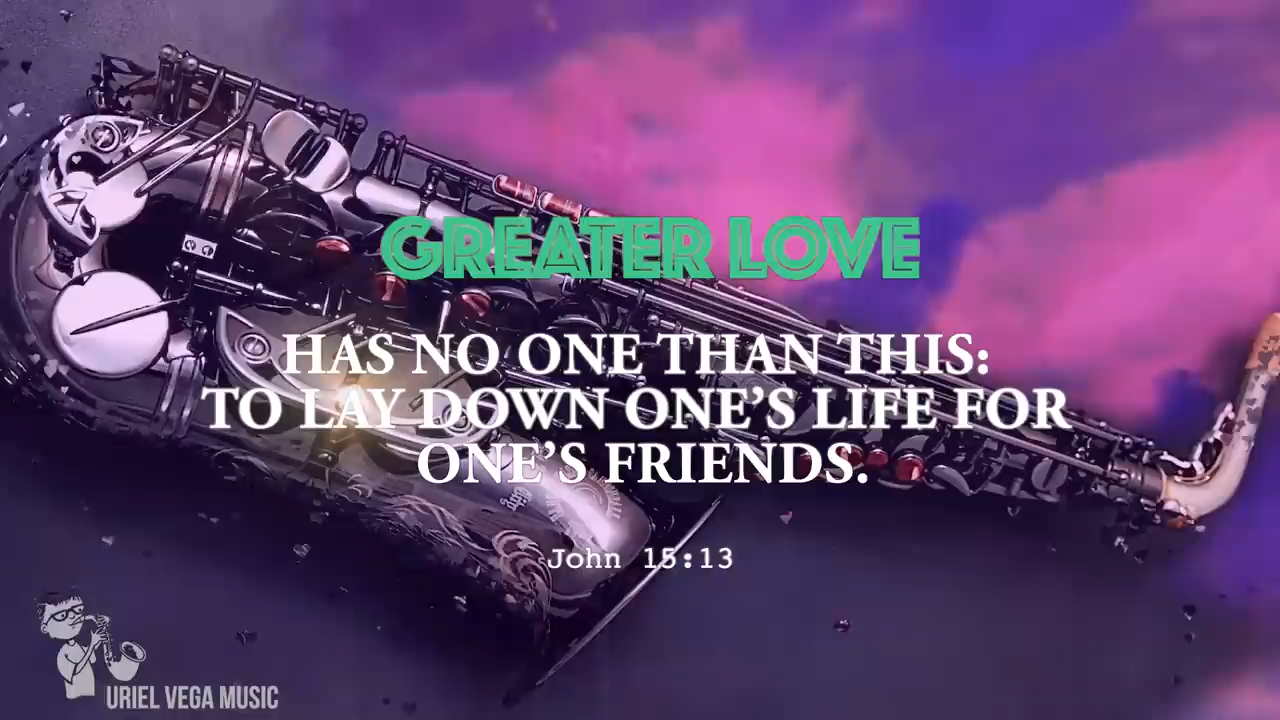 GREATER LOVE
HAS NO ONE THAN THIS:
TO LAY DOWN ONE’S LIFE FOR
ONE’S FRIENDS.
John 15:13
URIEL VEGA MUSIC